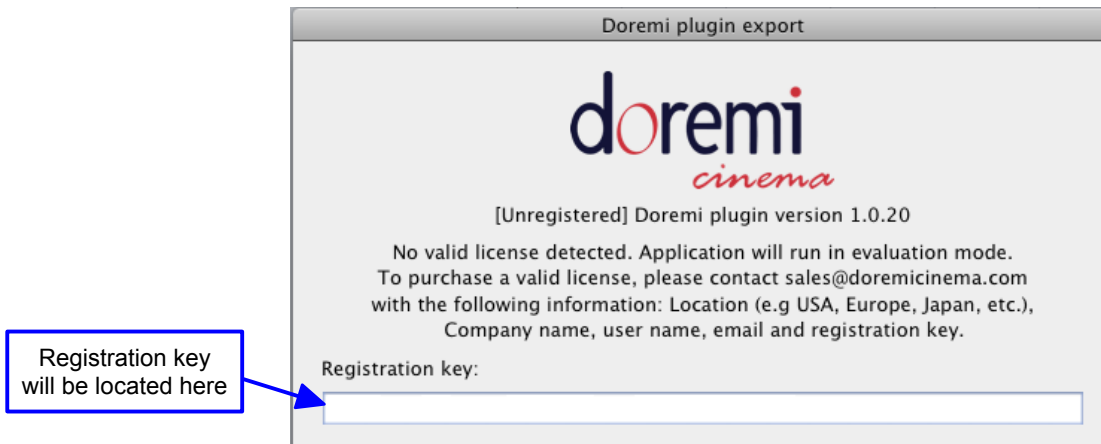 Doremi plugin export
doremi
cinema
[Unregistered] Doremi plugin version 1.0.20
No valid license detected. Application will run in evaluation mode.
To purchase a valid license, please contact sales@doremicinema.com
with the following information: Location (e.g USA, Europe, Japan, etc.),
Company name, user name, email and registration key.
Registration key
will be located here
Registration key: